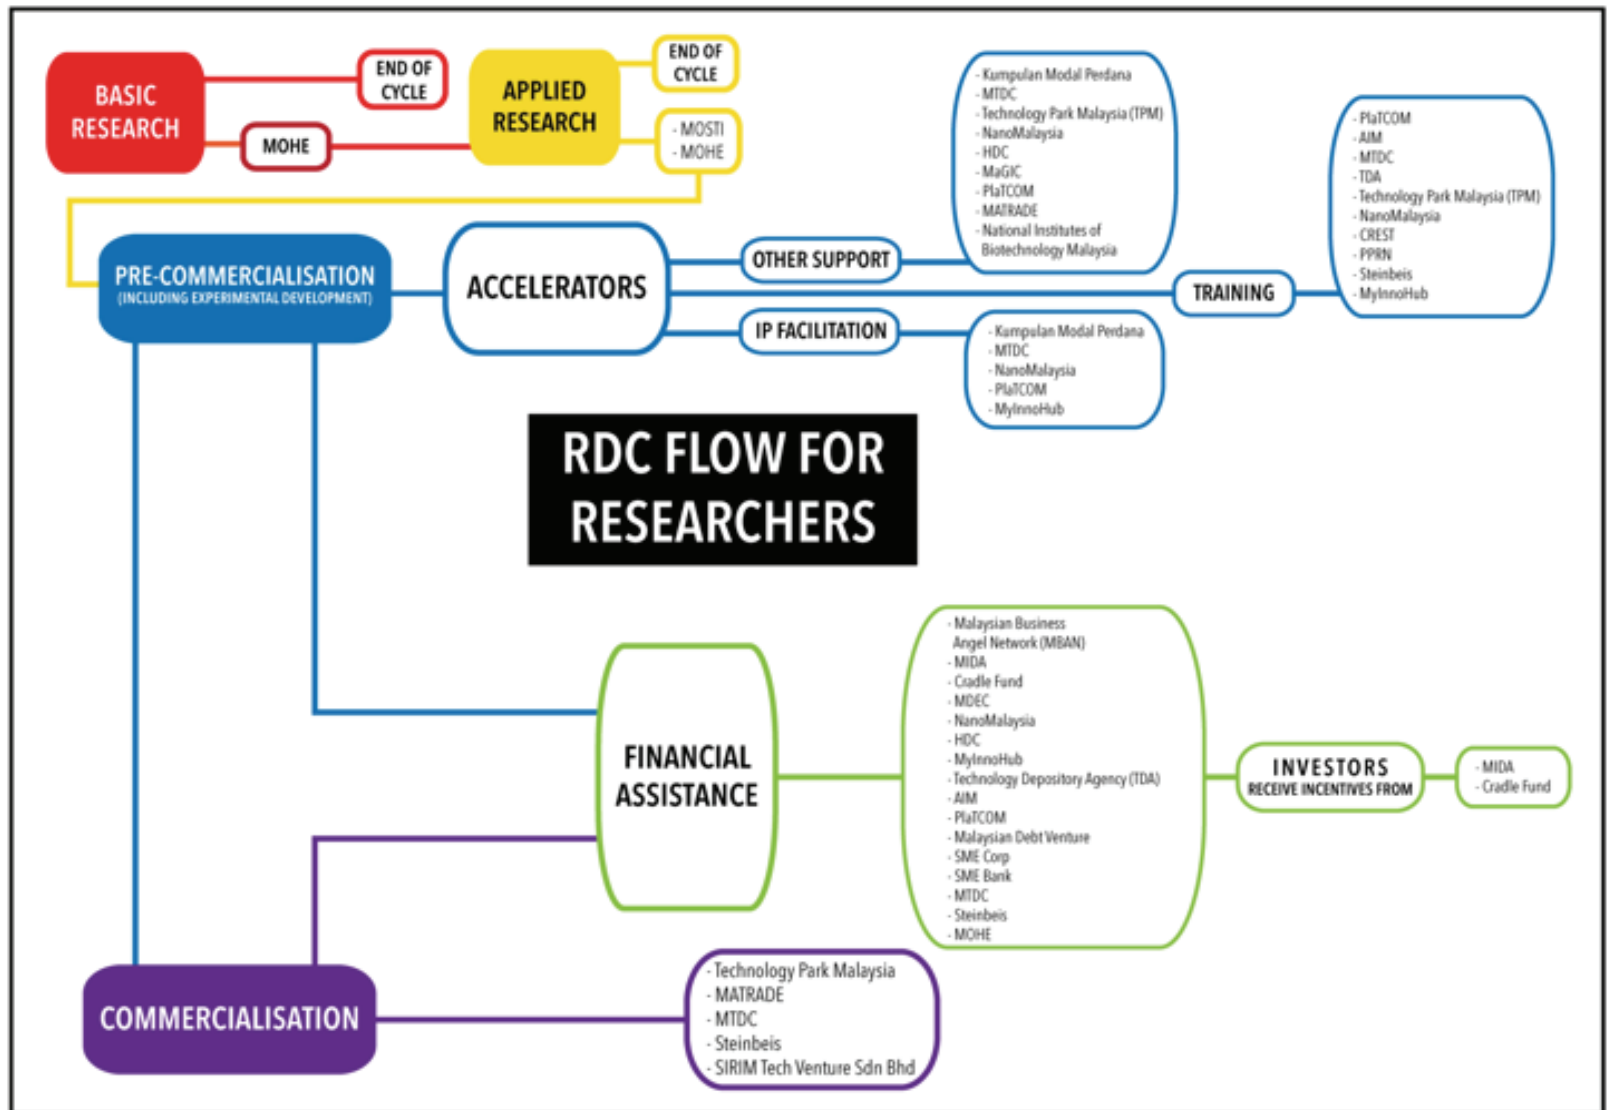 BASIC
RESEARCH
END OF
CYCLE
MOHE
APPLIED
RESEARCH
END OF
CYCLE
- MOSTI
- MOHE
PRE-COMMERCIALISATION
(INCLUDING EXPERIMENTAL DEVELOPMENT)
ACCELERATORS
OTHER SUPPORT
- Kumpulan Modal Perdana
- MTDC
- Technology Park Malaysia (TPM)
- NanoMalaysia
- HDC
- MaGIC
- PlaTCOM
- MATRADE
- National Institutes of
Biotechnology Malaysia
TRAINING
- PlaTCOM
- AIM
- MTDC
- TDA
- Technology Park Malaysia (TPM)
- NanoMalaysia
- CREST
- PPRN
- Steinbeis
- MyInnoHub
IP FACILITATION
- Kumpulan Modal Perdana
- MTDC
- NanoMalaysia
- PlaTCOM
- MyInnoHub
RDC FLOW FOR
RESEARCHERS
FINANCIAL
ASSISTANCE
- Malaysian Business
Angel Network (MBAN)
- MIDA
- Cradle Fund
- MDEC
- NanoMalaysia
- HDC
- MyInnoHub
- Technology Depository Agency (TDA)
- AIM
- PlaTCOM
- Malaysian Debt Venture
- SME Corp
- SME Bank
- MTDC
- Steinbeis
- MOHE
INVESTORS
RECEIVE INCENTIVES FROM
- MIDA
- Cradle Fund
COMMERCIALISATION
- Technology Park Malaysia
- MATRADE
- MTDC
- Steinbeis
- SIRIM Tech Venture Sdn Bhd